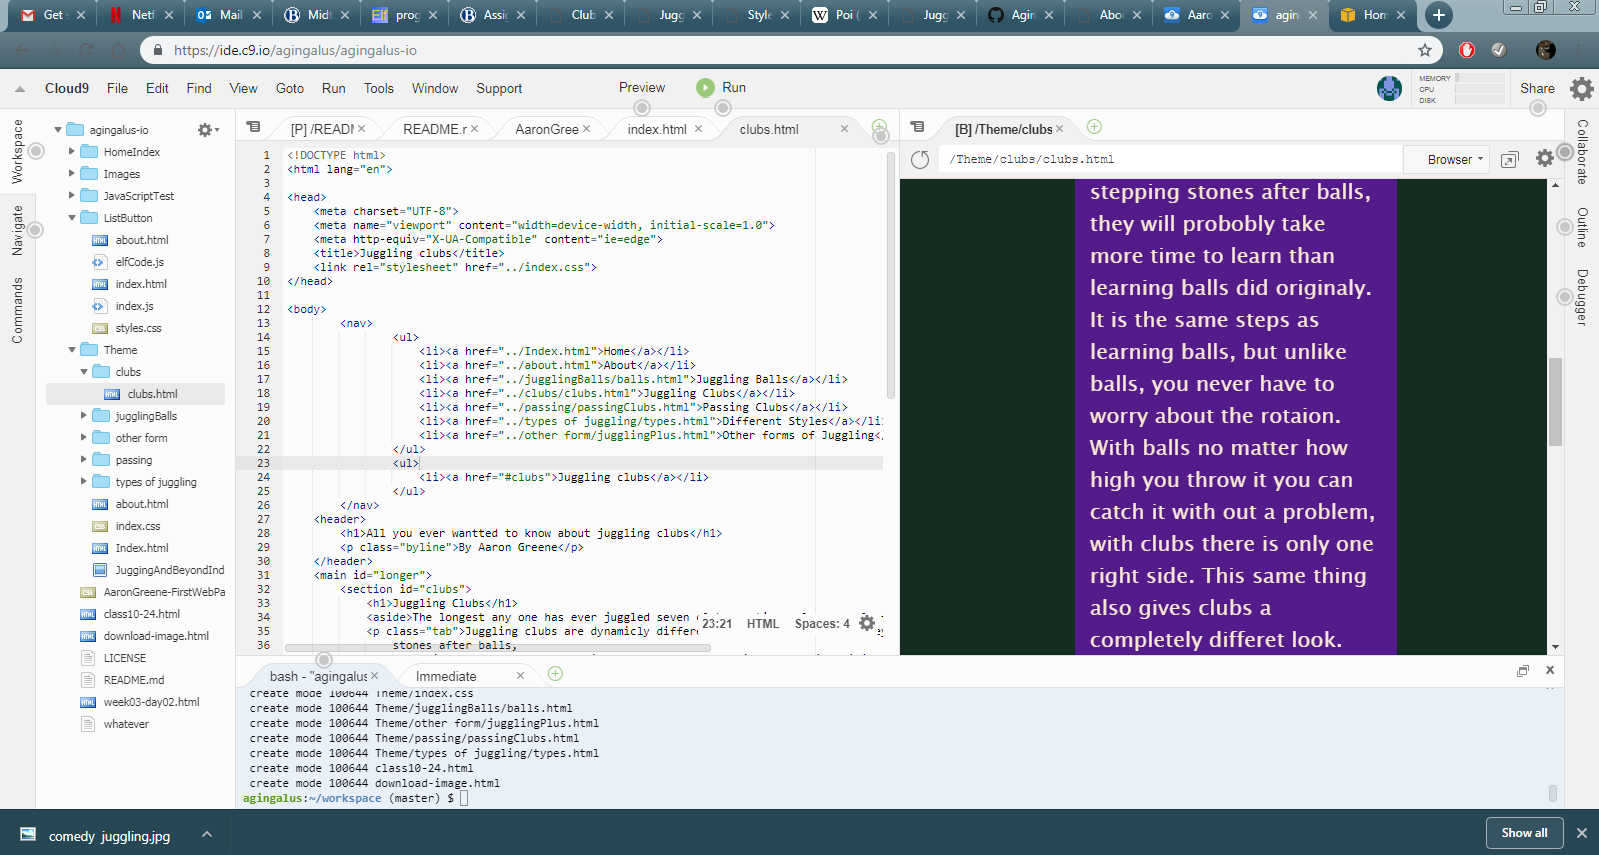 Get s
Netf
Mail
Acco
Midt
prog
Assig
Club
Jugg
Style
Poi (
Jugg
Agin
Abou
Aaro
agin
Hom
https://ide.c9.io/agingalus/agingalus-io
Cloud9 File Edit Find View Goto Run Tools Window Support Preview Run
MEMORY
CPU
DISK
Share
Workspace
Navigate
Commands
agingalus-io
HomeIndex
Images
JavaScriptTest
ListButton
about.html
elfCode.js
index.html
index.js
styles.css
Theme
clubs
clubs.html
jugqlingBalls
other form
passing
types of juggling
about.html
index.css
Index.html
JuggingAndBeyondInd
AaronGreene-FirstWebPa
class10-24.html
download-image.html
LICENSE
README.md
week03-day02.html
whatever
[P] /READM README.r AaronGree index.html clubs.html
1 <!DOCTYPE html>
2 <html lang="en">
3
4 <head>
5 <meta charset="UTF-8">
6 <meta name="viewport" content="width=device-width, initial-scale=1.0">
7 <meta http-equiv="X-UA-Compatible" content="ie=edge">
8 <title>Juggling clubs</title>
9 <link rel="stylesheet" href="../index.css">
10 </head>
11
12 <body>
13 <nav>
14 <ul>
15 <li><a href="../Index.html">Home</a></li>
16 <li><a href="../about.html">About</a></li>
17 <li><a href="../jugglingBalls/balls.html">Juggling Balls</a></li>
18 <li><a href="../clubs/clubs.html">Juggling Clubs</a></li>
19 <li><a href="../passing/passingClubs.html">Passing Clubs</a></li>
20 <li><a href="../types of juggling/types.html">Different Styles</a></li
21 <li><a href="../other form/jugglingPlus.html">Other forms of Juggling<
22 </ul>
23 <ul>
24 <li><a href="#clubs">Juggling clubs</a></li>
25 </ul>
26 </nav>
27 <header>
28 <h1>All you ever wantted to know about juggling clubs</h1>
29 <p class="byline">By Aaron Greene</p>
30 </header>
31 <main id="longer">
32 <section id="clubs">
33 <h1>Juggling Clubs</h1>
34 <aside>The longest any one has ever juggled seven
35 <p class="tab">Juggling clubs are dynamicly differe
36 stones after balls,
23:21 HTML Spaces: 4
[B] /Theme/clubs
/Theme/clubs/clubs.html
Browser
stepping stones after balls,
they will probobly take
more time to learn than
learning balls did originaly.
It is the same steps as
learning balls, but unlike
balls, you never have to
worry about the rotaion.
With balls no matter how
high you throw it you can
catch it with out a problem,
with clubs there is only one
right side. This same thing
also gives clubs a
completely differet look.
Collaborate
Outline
Debugger
bash - "agingalus Immediate
create mode 100644 Theme/index.css
create mode 100644 Theme/jugglingBalls/balls.html
create mode 100644 Theme/other form/jugglingPlus.html
create mode 100644 Theme/passing/passingClubs.html
create mode 100644 Theme/types of juggling/types.html
create mode 100644 class10-24.html
create mode 100644 download-image.html
agingalus:~/workspace (master) $
comedy juggling.jpg
Show all